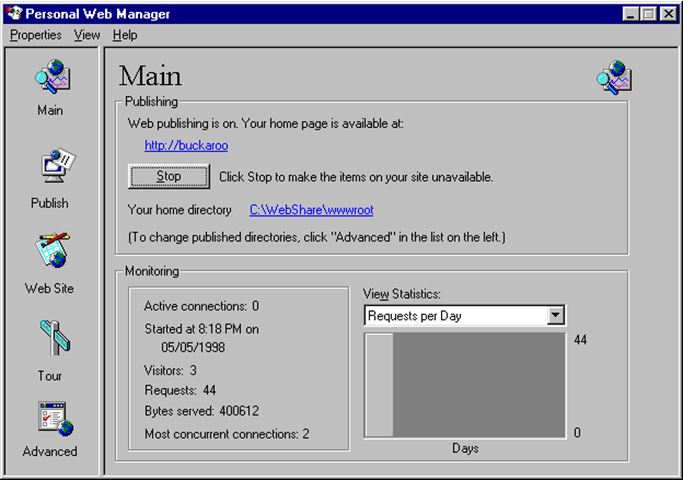 Personal Web Manager
Properties View Help
Main
Publish
Web Site
Tour
Advanced
Main
Publishing
Web publishing is on. Your home page is available at:
http://buckaroo
Stop Click Stop to make the items on your site unavailable.
Your home directory C:\WebShare\wwwroot
(To change published directories, click "Advanced" in the list on the left.)
Monitoring
Active connections: 0
Started at 8:18 PM on
05/05/1998
Visitors: 3
Requests: 44
Bytes served: 400612
Most concurrent connections: 2
View Statistics:
Requests per Day
44
0
Days